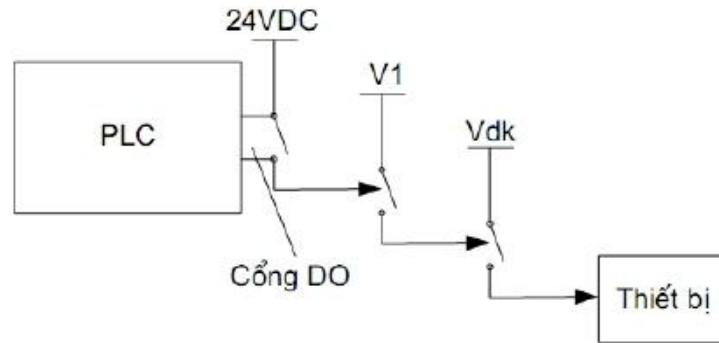 24VDC
V1
PLC
Vdk
Cổng DO
Thiết bị